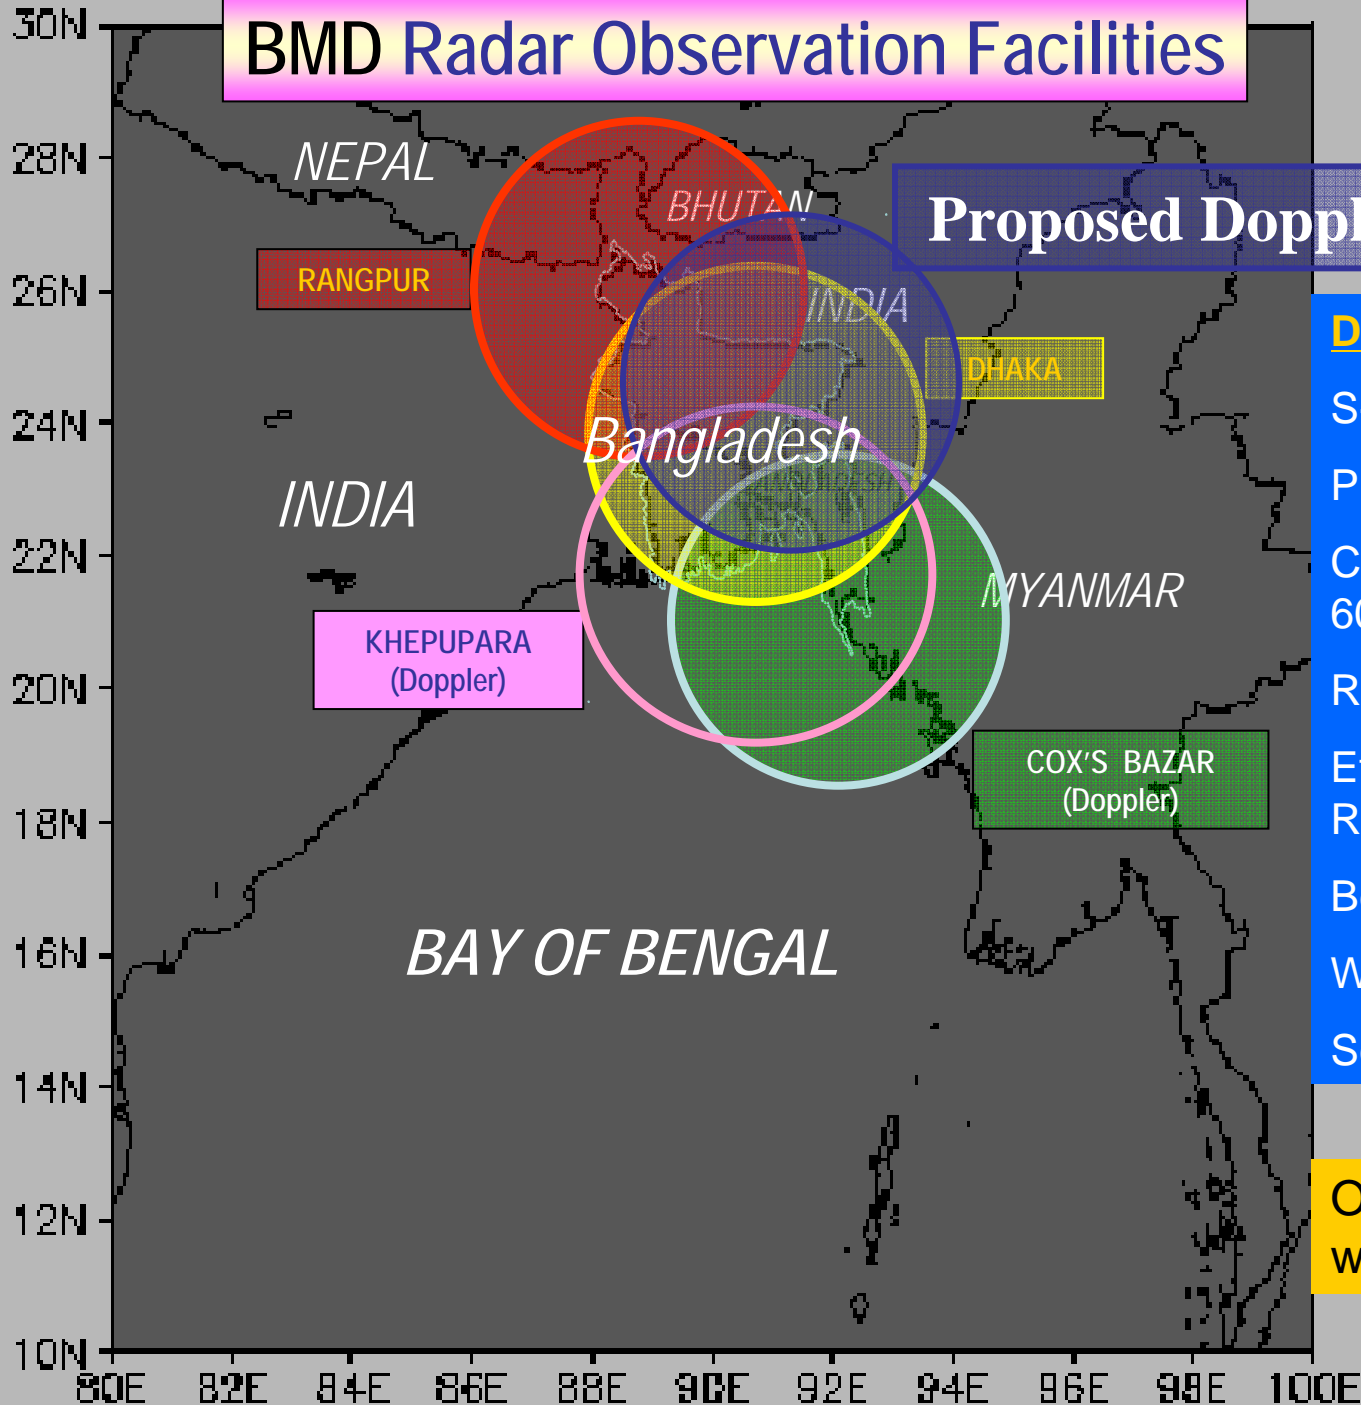 BMD Radar Observation Facilities
30N
28N
26N
24N
22N
20N
18N
16N
14N
12N
10N
80E 82E 84E 86E 88E 90E 92E 94E 96E 98E 100E
NEPAL
BHUTAN
Proposed
RANGPUR
INDIA
DHAKA
Bangladesh
INDIA
MYANMAR
KHEPUPARA
(Doppler)
COX'S BAZAR
(Doppler)
BAY OF BENGAL